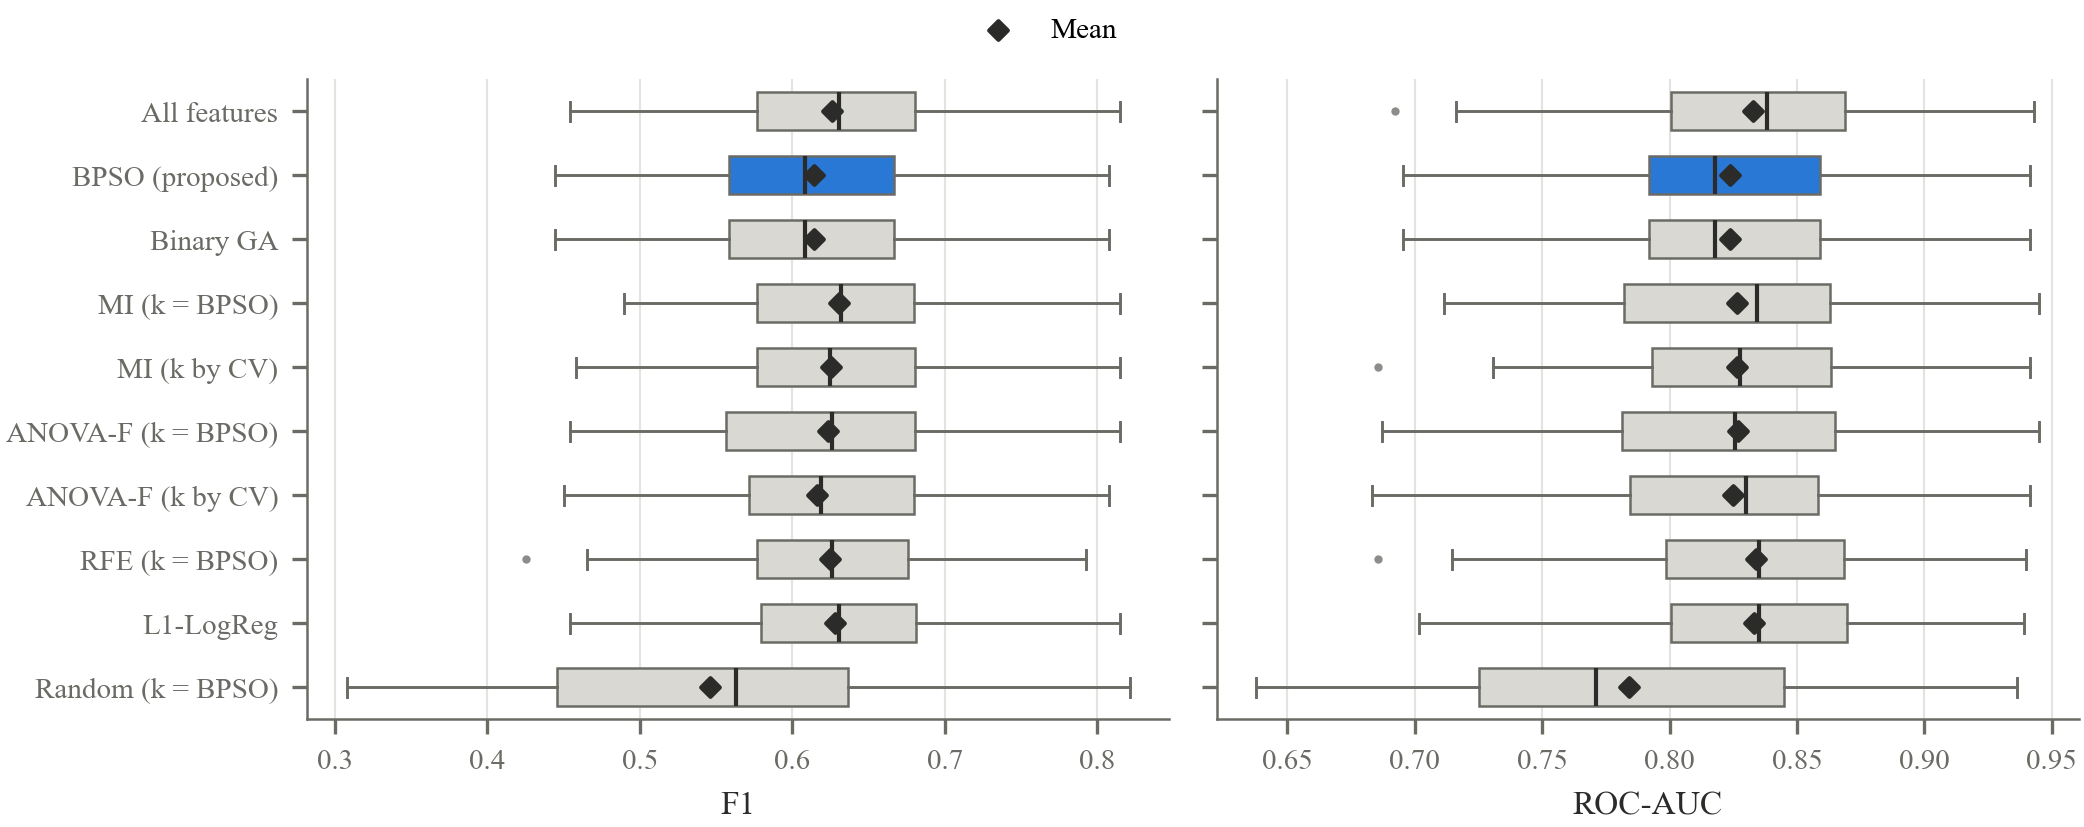 Mean
All features
BPSO (proposed)
Binary GA
MI (k = BPSO)
MI (k by CV)
ANOVA-F (k = BPSO)
ANOVA-F (k by CV)
RFE (k = BPSO)
L1-LogReg
Random (k = BPSO)
0.3 0.4 0.5 0.6 0.7 0.8
F1
0.65 0.70 0.75 0.80 0.85 0.90 0.95
ROC-AUC